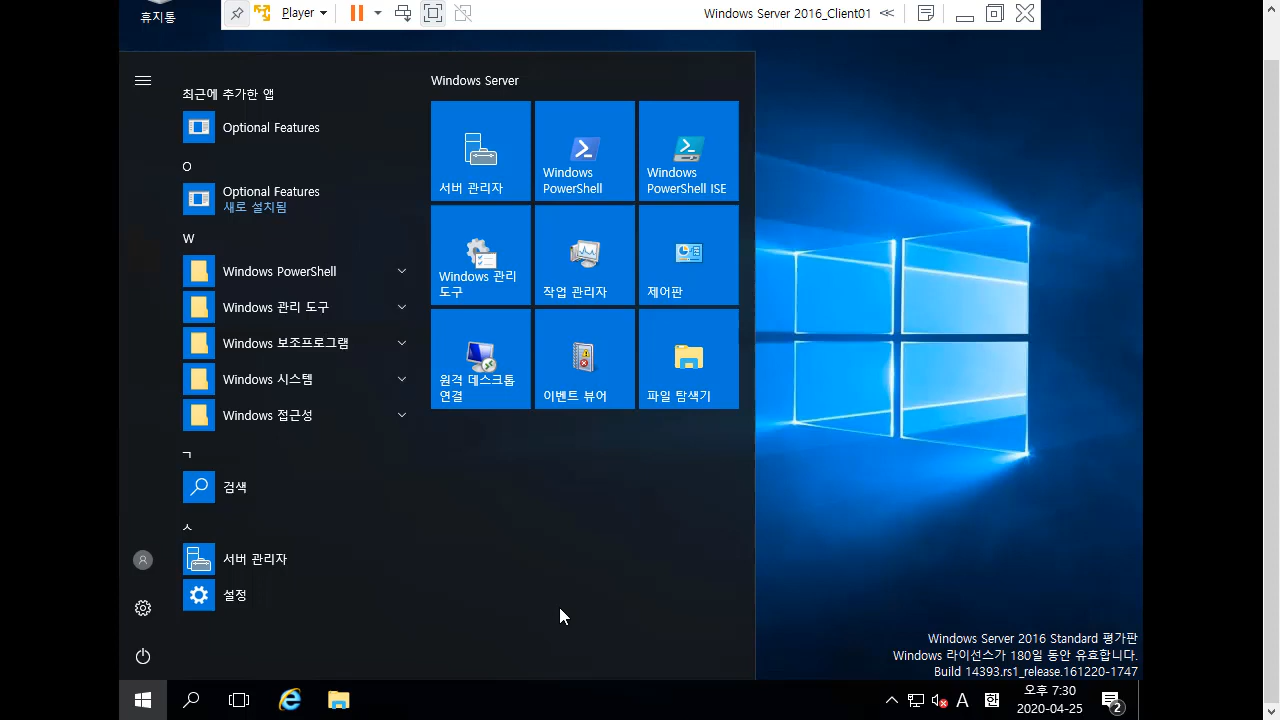 휴지통
Player
Windows Server 2016_Client01
최근에 추가한 앱
Optional Features
O
Optional Features
새로 설치됨
W
Windows PowerShell
Windows 관리 도구
Windows 보조프로그램
Windows 시스템
Windows 접근성
ㄱ
검색
ㅅ
서버 관리자
설정
Windows Server
서버 관리자
Windows
PowerShell
Windows
PowerShell ISE
Windows 관리
도구
작업 관리자
제어판
원격 데스크톱
연결
이벤트 뷰어
파일 탐색기
Windows Server 2016 Standard 평가판
Windows 라이선스가 180일 동안 유효합니다.
Build 14393.rs1_release.161220-1747
A
한
오후 7:30
2020-04-25
2